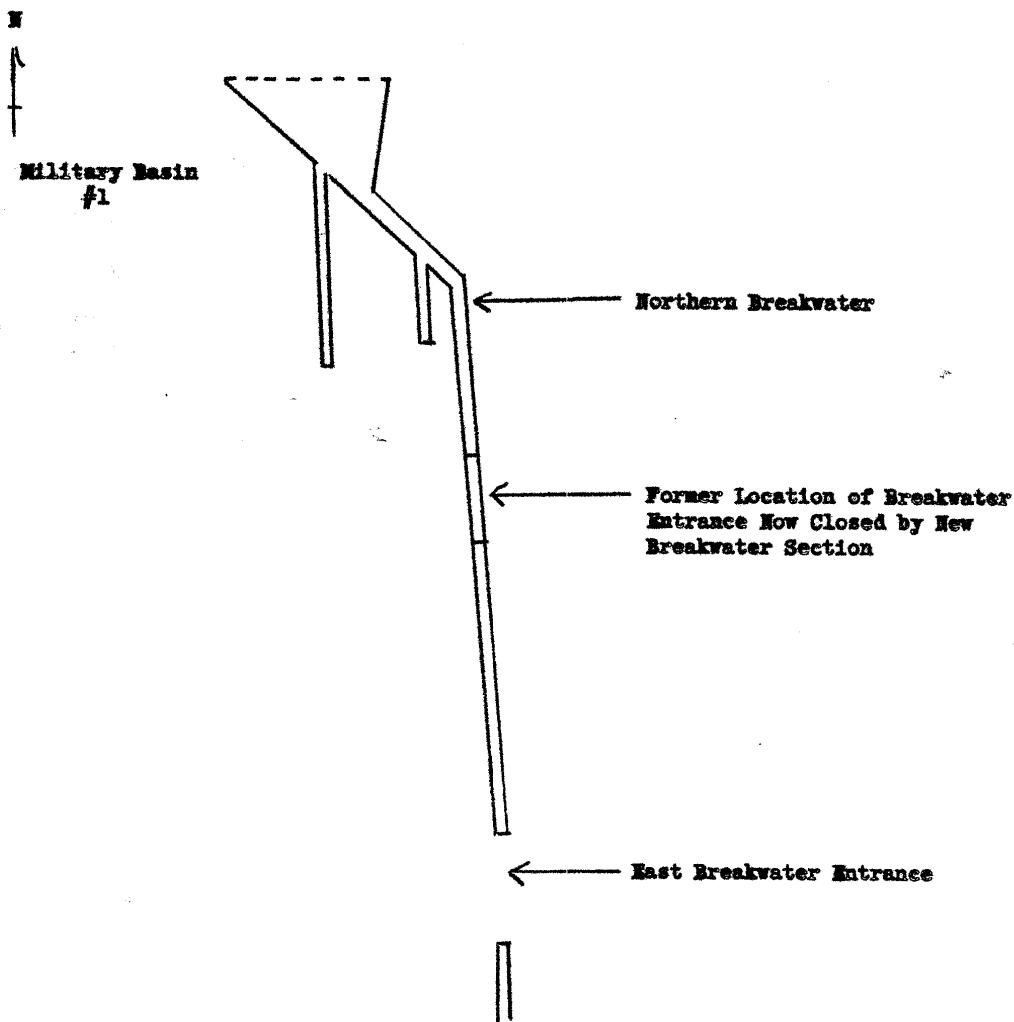 N
Military Basin
#1
Northern Breakwater
Former Location of Breakwater
Entrance Now Closed by New
Breakwater Section
East Breakwater Entrance